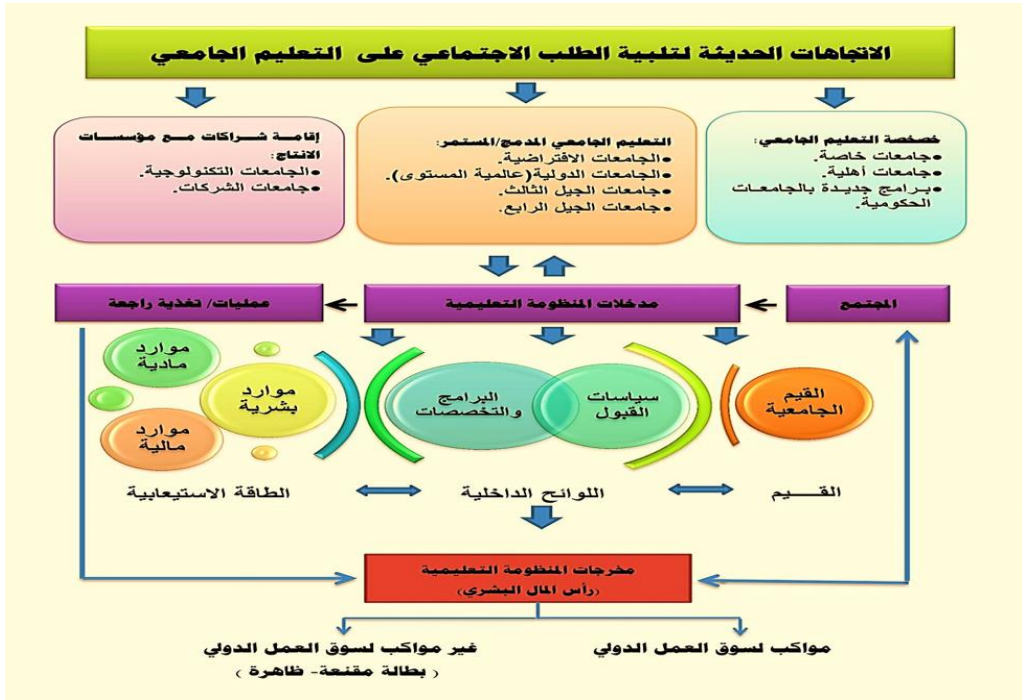 الاتجاهات الحديثة لتلبية الطلب الاجتماعي على التعليم الجامعي
خصخصة التعليم الجامعي:
•جامعات خاصة.
•جامعات أهلية.
•برامج جديدة بالجامعات
الحكومية.
التعليم الجامعي المدمج/المستمر:
•الجامعات الافتراضية.
•الجامعات الدولية(عالمية المستوى).
•جامعات الجيل الثالث.
•جامعات الجيل الرابع.
إقامة شراكات مع مؤسسات
الانتاج:
•الجامعات التكنولوجية.
•جامعات الشركات.
المجتمع
مدخلات المنظومة التعليمية
عمليات/ تغذية راجعة
القيم
الجامعية
سياسات
القبول
البرامج
والتخصصات
موارد
بشرية
موارد
مادية
موارد
مالية
القيم
اللوائح الداخلية
الطاقة الاستيعابية
مخرجات المنظومة التعليمية
(رأس المال البشري)
مواكب لسوق العمل الدولي
غير مواكب لسوق العمل الدولي
( بطالة مقنعة- ظاهرة )